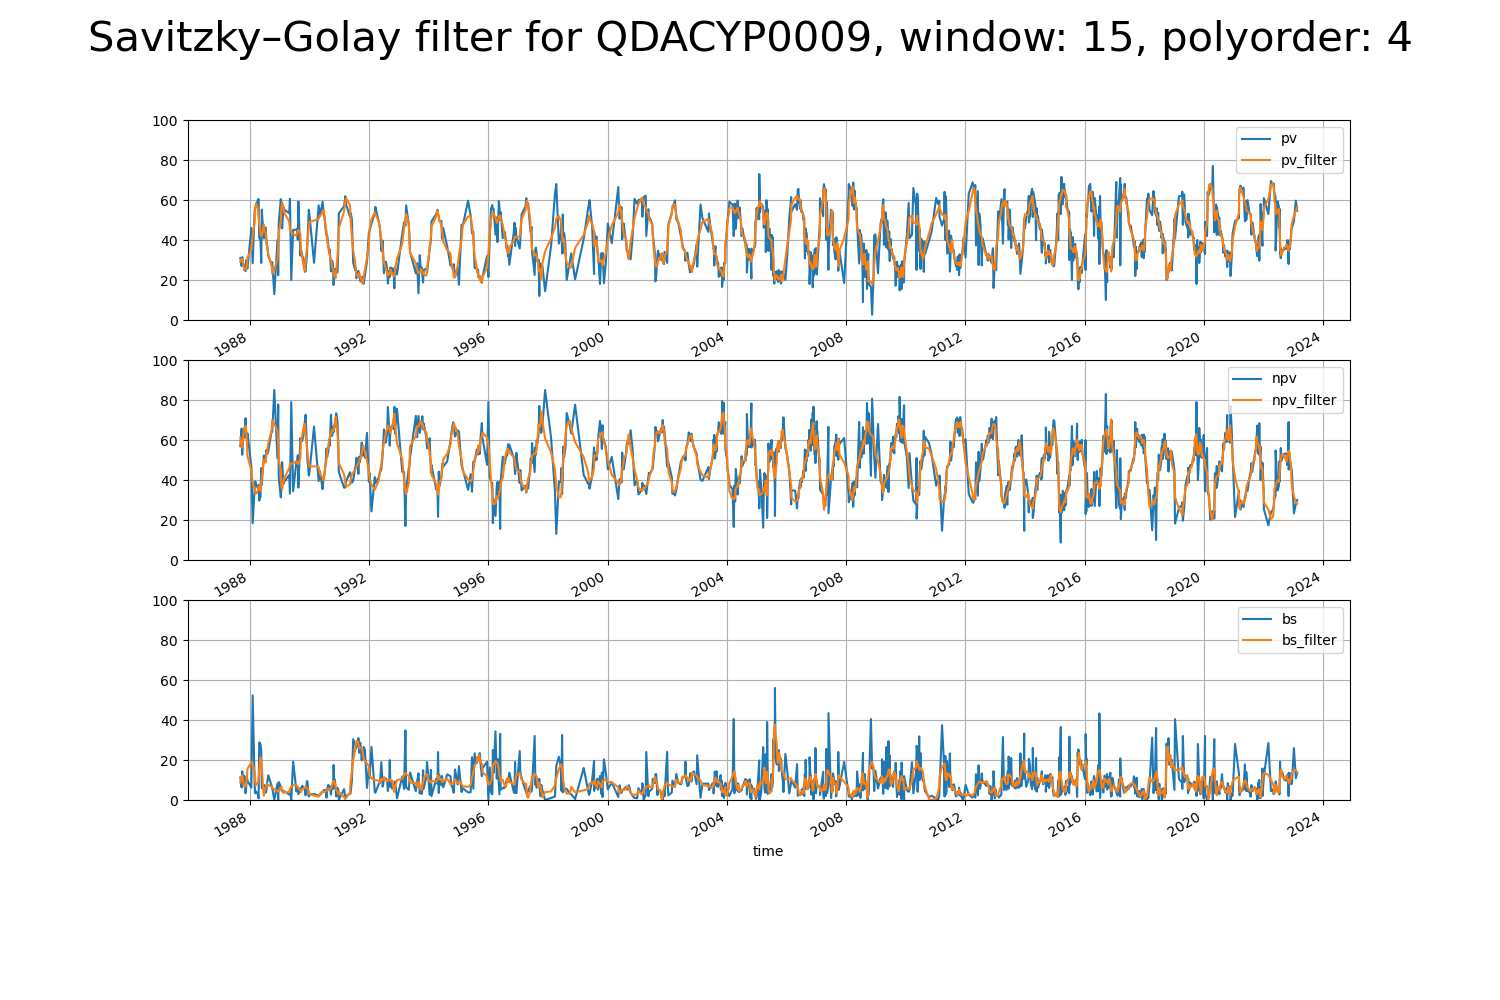 Savitzky–Golay filter for QDACYP0009, window: 15, polyorder: 4
100
80
60
40
20
0
pv
pv_filter
1988 1992 1996 2000 2004 2008 2012 2016 2020 2024
100
80
60
40
20
0
npv
npv_filter
1988 1992 1996 2000 2004 2008 2012 2016 2020 2024
100
80
60
40
20
0
bs
bs_filter
1988 1992 1996 2000 2004 2008 2012 2016 2020 2024
time